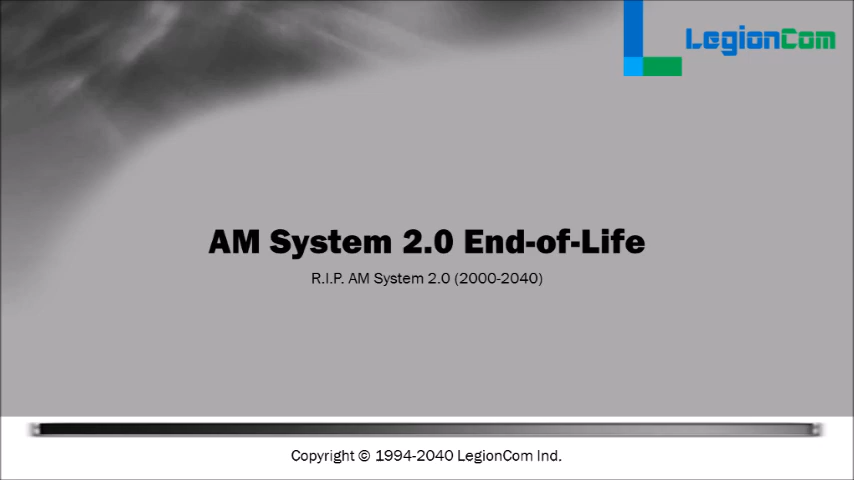 LegionCom
AM System 2.0 End-of-Life
R.I.P. AM System 2.0 (2000-2040)
Copyright © 1994-2040 LegionCom Ind.